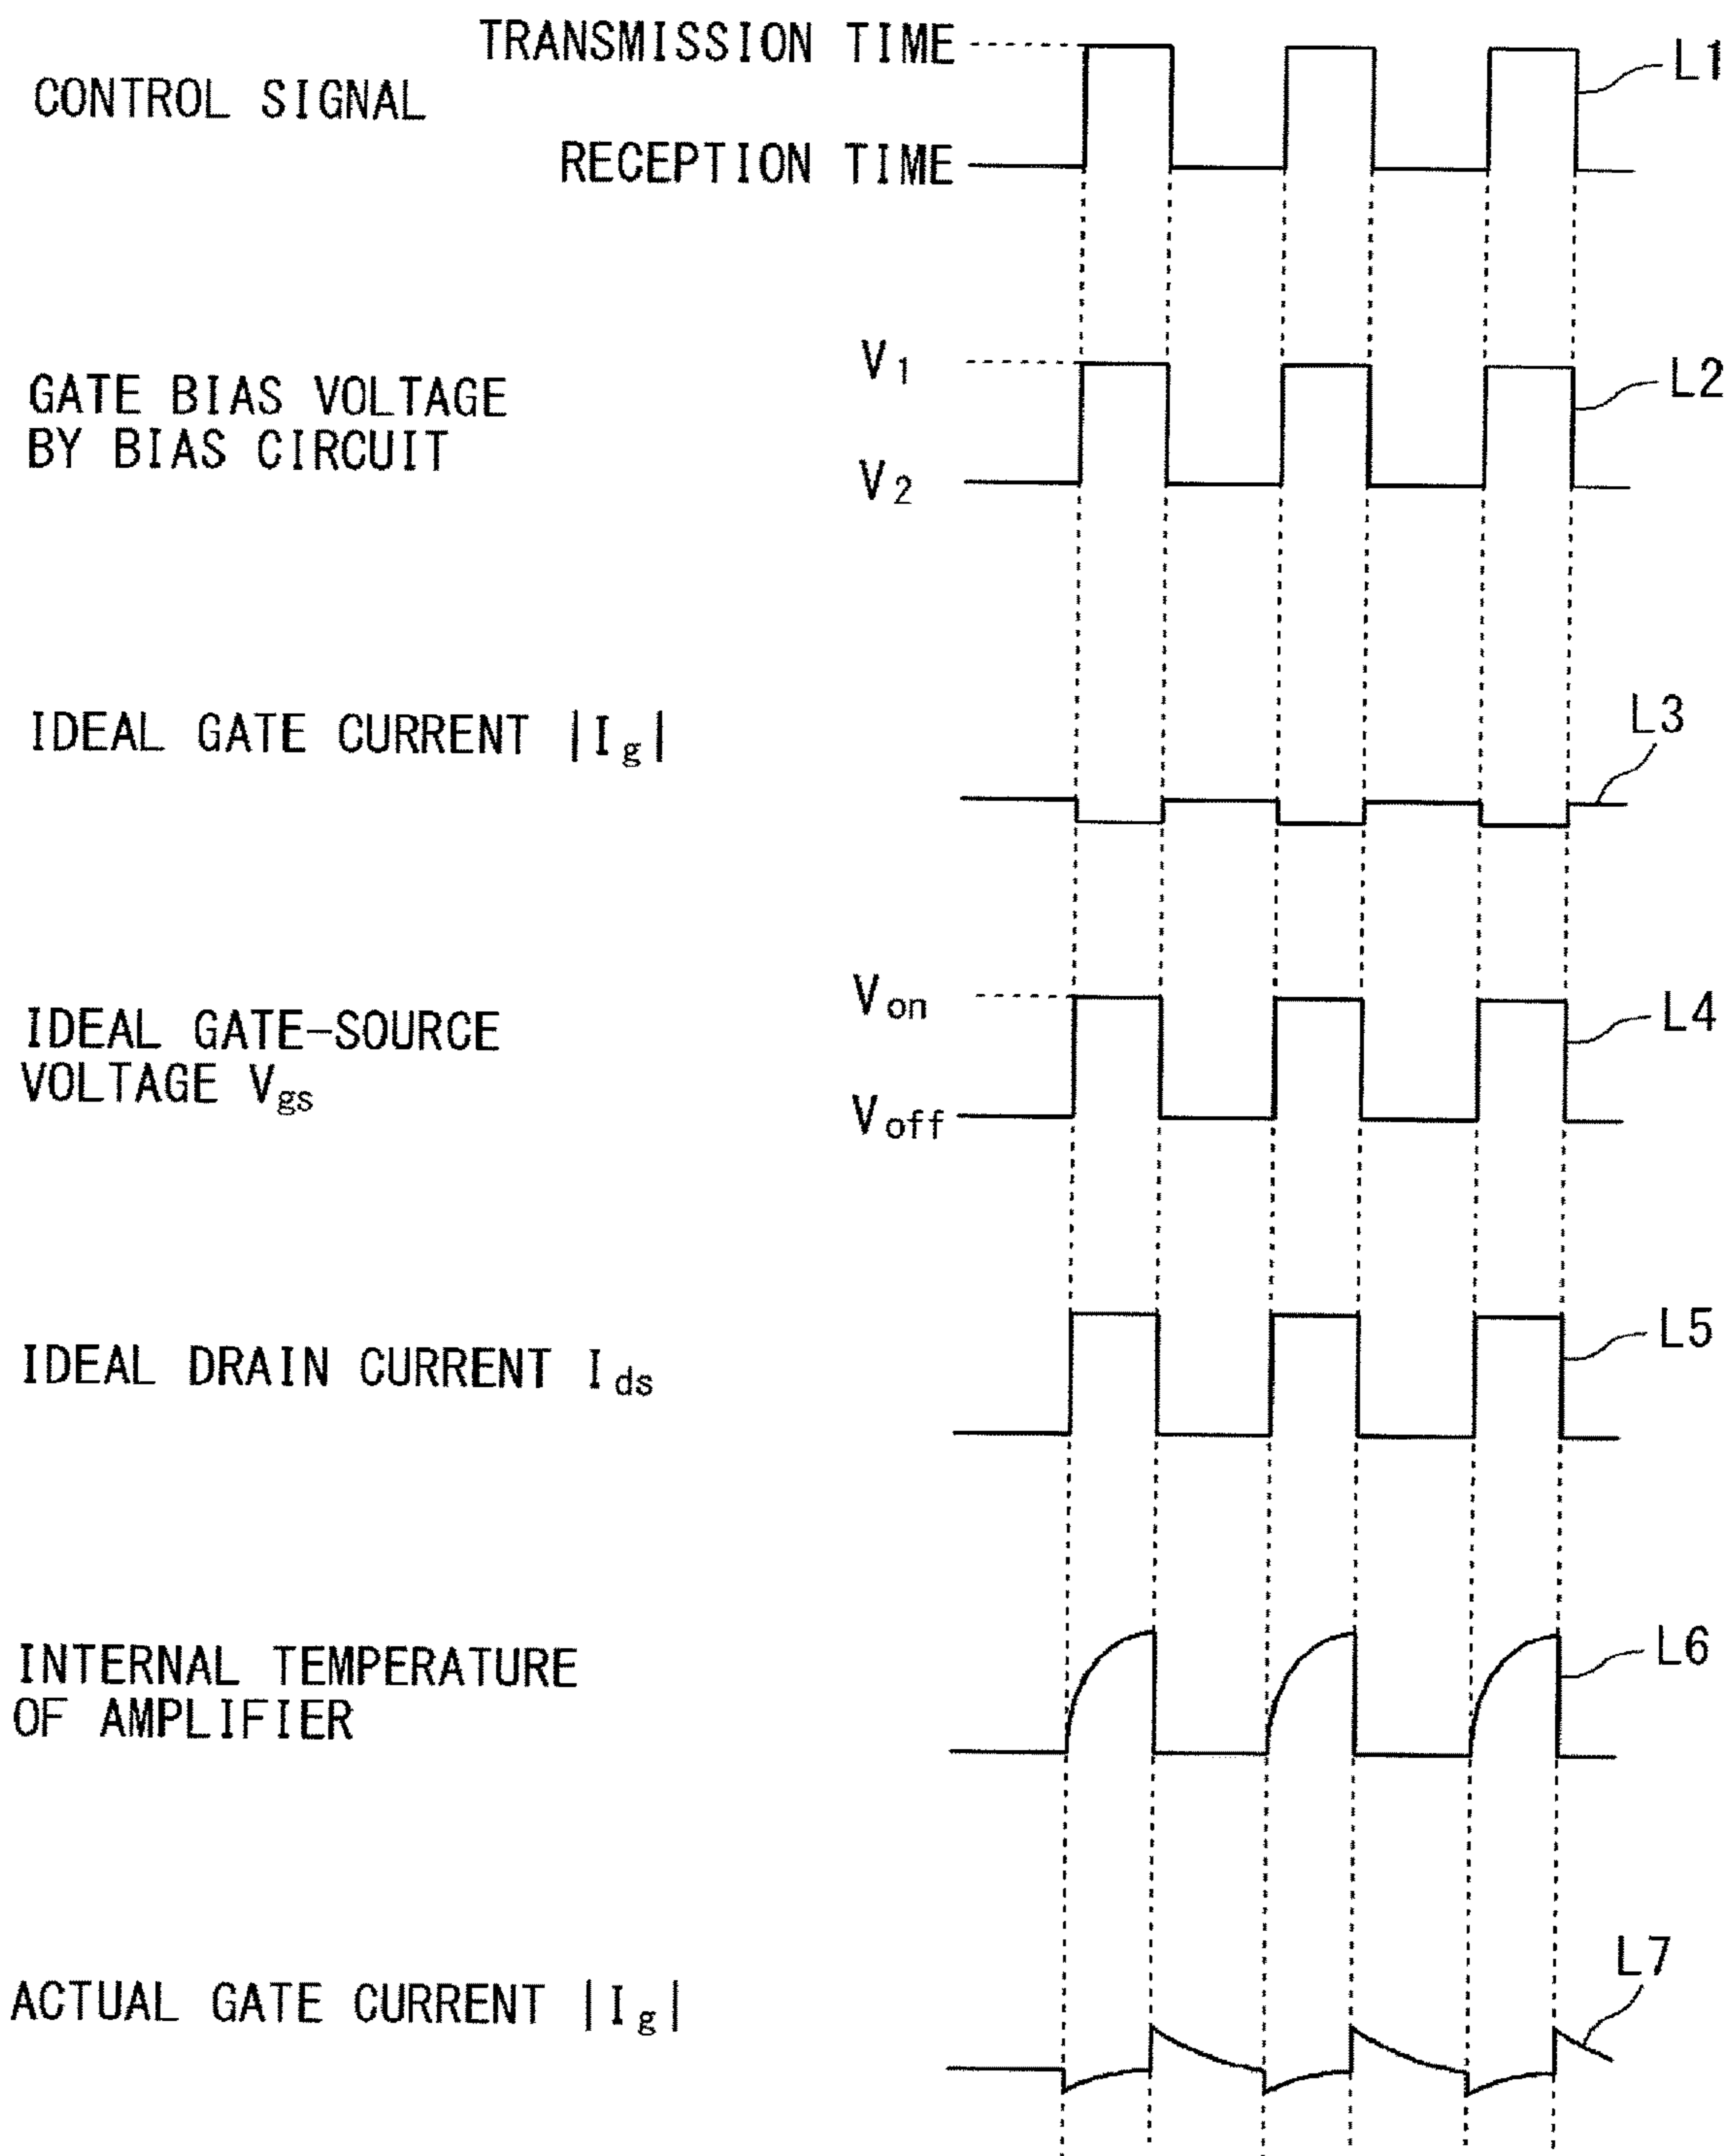 TRANSMISSION TIME
L1
CONTROL SIGNAL
RECEPTION TIME
V1
L2
GATE BIAS VOLTAGE
BY BIAS CIRCUIT
V2
L3
IDEAL GATE CURRENT |Ig|
Von
L4
IDEAL GATE-SOURCE
VOLTAGE Vgs
Voff
L5
IDEAL DRAIN CURRENT Ids
L6
INTERNAL TEMPERATURE
OF AMPLIFIER
L7
ACTUAL GATE CURRENT |Ig|